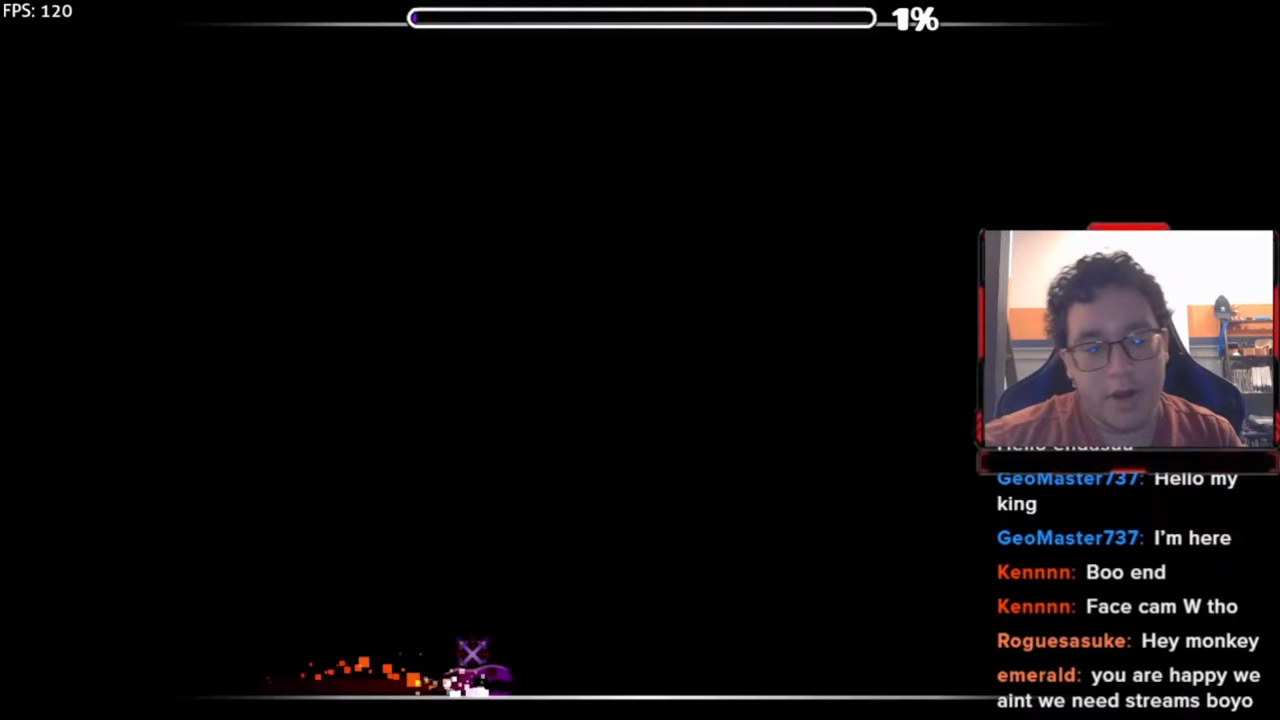 FPS: 120
1%
GeoMaster737: Hello my
king
GeoMaster737: I'm here
Kennnn: Boo end
Kennnn: Face cam W tho
Roguesasuke: Hey monkey
emerald: you are happy we
aint we need streams boyo